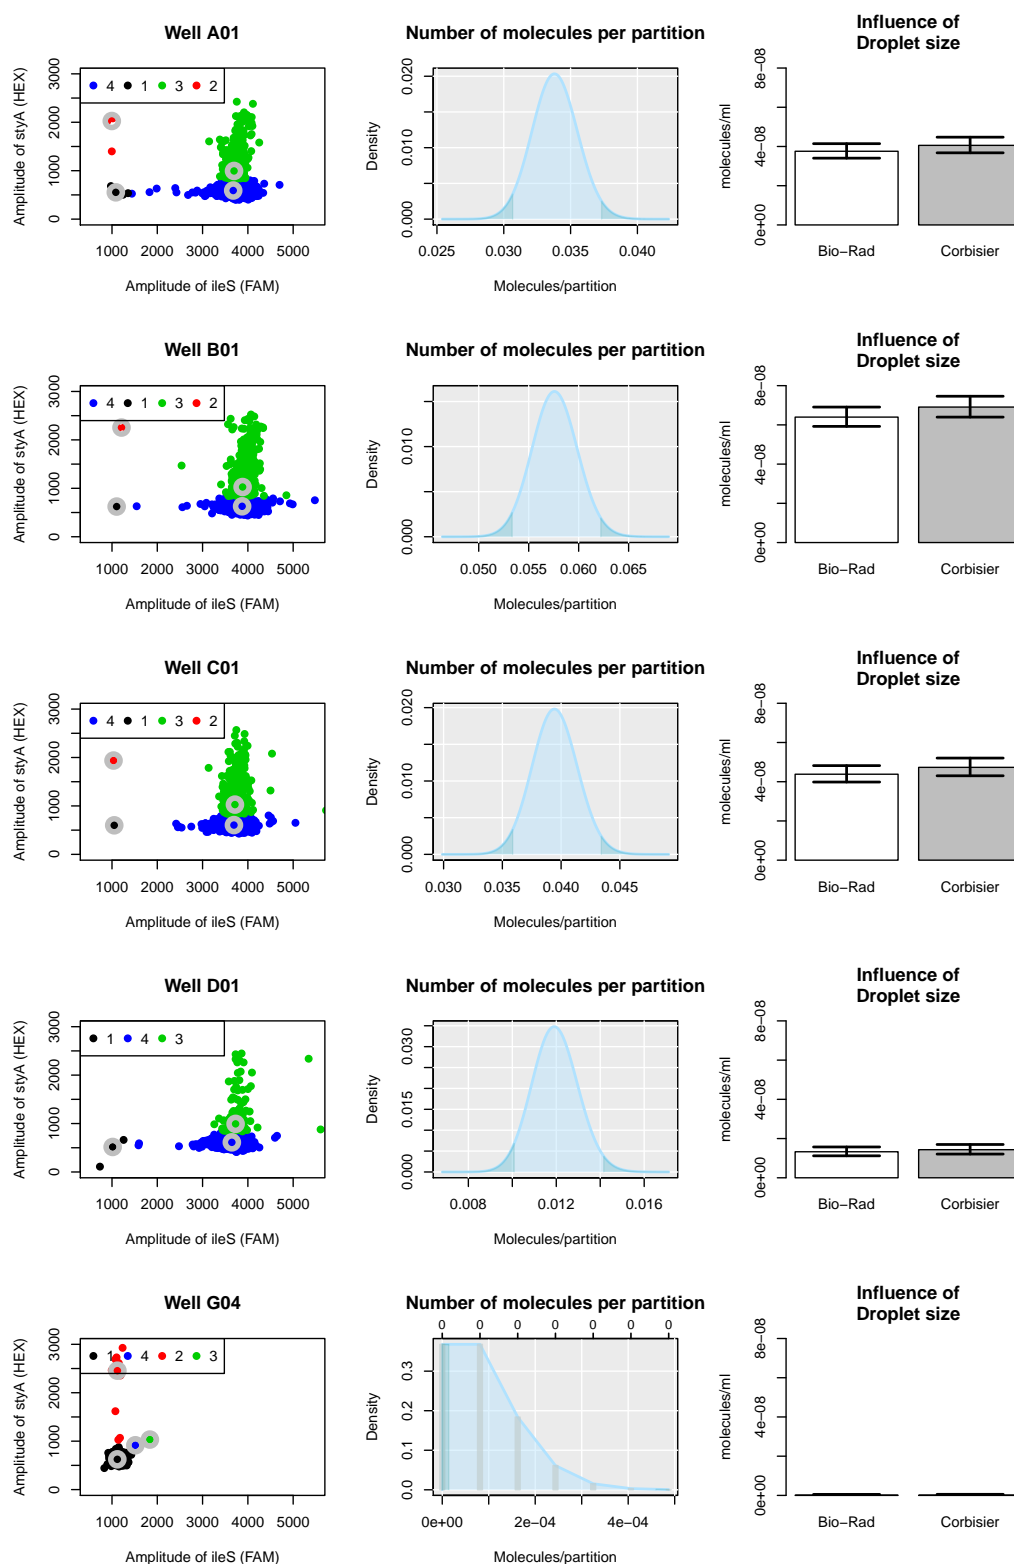 Well A01
Amplitude of styA (HEX)
0 1000 2000 3000
4 1 3 2
1000 2000 3000 4000 5000
Amplitude of ileS (FAM)
Number of molecules per partition
Density
0.000 0.010 0.020
0.025 0.030 0.035 0.040
Molecules/partition
Influence of
Droplet size
molecules/ml
0e+00 4e−08 8e−08
Bio−Rad Corbisier
Well B01
Amplitude of styA (HEX)
0 1000 2000 3000
4 1 3 2
1000 2000 3000 4000 5000
Amplitude of ileS (FAM)
Number of molecules per partition
Density
0.000 0.010
0.050 0.055 0.060 0.065
Molecules/partition
Influence of
Droplet size
molecules/ml
0e+00 4e−08 8e−08
Bio−Rad Corbisier
Well C01
Amplitude of styA (HEX)
0 1000 2000 3000
4 1 3 2
1000 2000 3000 4000 5000
Amplitude of ileS (FAM)
Number of molecules per partition
Density
0.000 0.010 0.020
0.030 0.035 0.040 0.045
Molecules/partition
Influence of
Droplet size
molecules/ml
0e+00 4e−08 8e−08
Bio−Rad Corbisier
Well D01
Amplitude of styA (HEX)
0 1000 2000 3000
1 4 3
1000 2000 3000 4000 5000
Amplitude of ileS (FAM)
Number of molecules per partition
Density
0.000 0.015 0.030
0.008 0.012 0.016
Molecules/partition
Influence of
Droplet size
molecules/ml
0e+00 4e−08 8e−08
Bio−Rad Corbisier
Well G04
Amplitude of styA (HEX)
0 1000 2000 3000
1 4 2 3
1000 2000 3000 4000 5000
Amplitude of ileS (FAM)
Number of molecules per partition
0 0 0 0 0 0 0
Density
0.0 0.1 0.2 0.3
0e+00 2e−04 4e−04
Molecules/partition
Influence of
Droplet size
molecules/ml
0e+00 4e−08 8e−08
Bio−Rad Corbisier